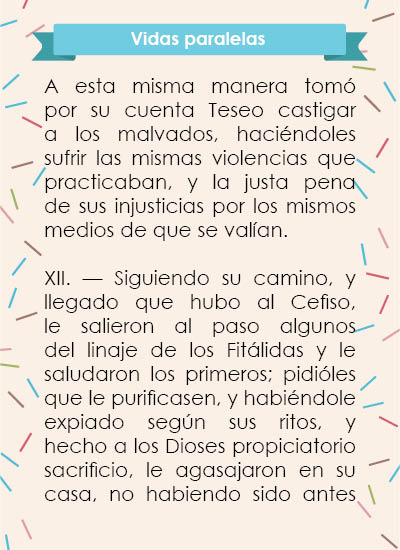 Vidas paralelas
A esta misma manera tomó
por su cuenta Teseo castigar
a los malvados, haciéndoles
sufrir las mismas violencias que
practicaban, y la justa pena
de sus injusticias por los mismos
medios de que se valían.
XII. — Siguiendo su camino, y
llegado que hubo al Cefiso,
le salieron al paso algunos
del linaje de los Fitálidas y le
saludaron los primeros; pidióles
que le purificasen, y habiéndole
expiado según sus ritos, y
hecho a los Dioses propiciatorio
sacrificio, le agasajaron en su
casa, no habiendo sido antes